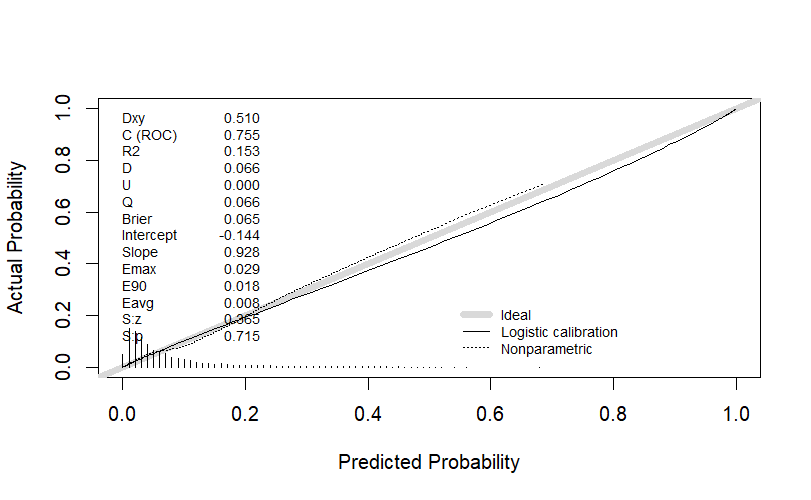 Dxy 0.510
C (ROC) 0.755
R2 0.153
D 0.066
U 0.000
Q 0.066
Brier 0.065
Intercept -0.144
Slope 0.928
Emax 0.029
E90 0.018
Eavg 0.008
S:z 0.365
S:p 0.715
Ideal
Logistic calibration
Nonparametric
Actual Probability
0.0 0.2 0.4 0.6 0.8 1.0
0.0 0.2 0.4 0.6 0.8 1.0
Predicted Probability